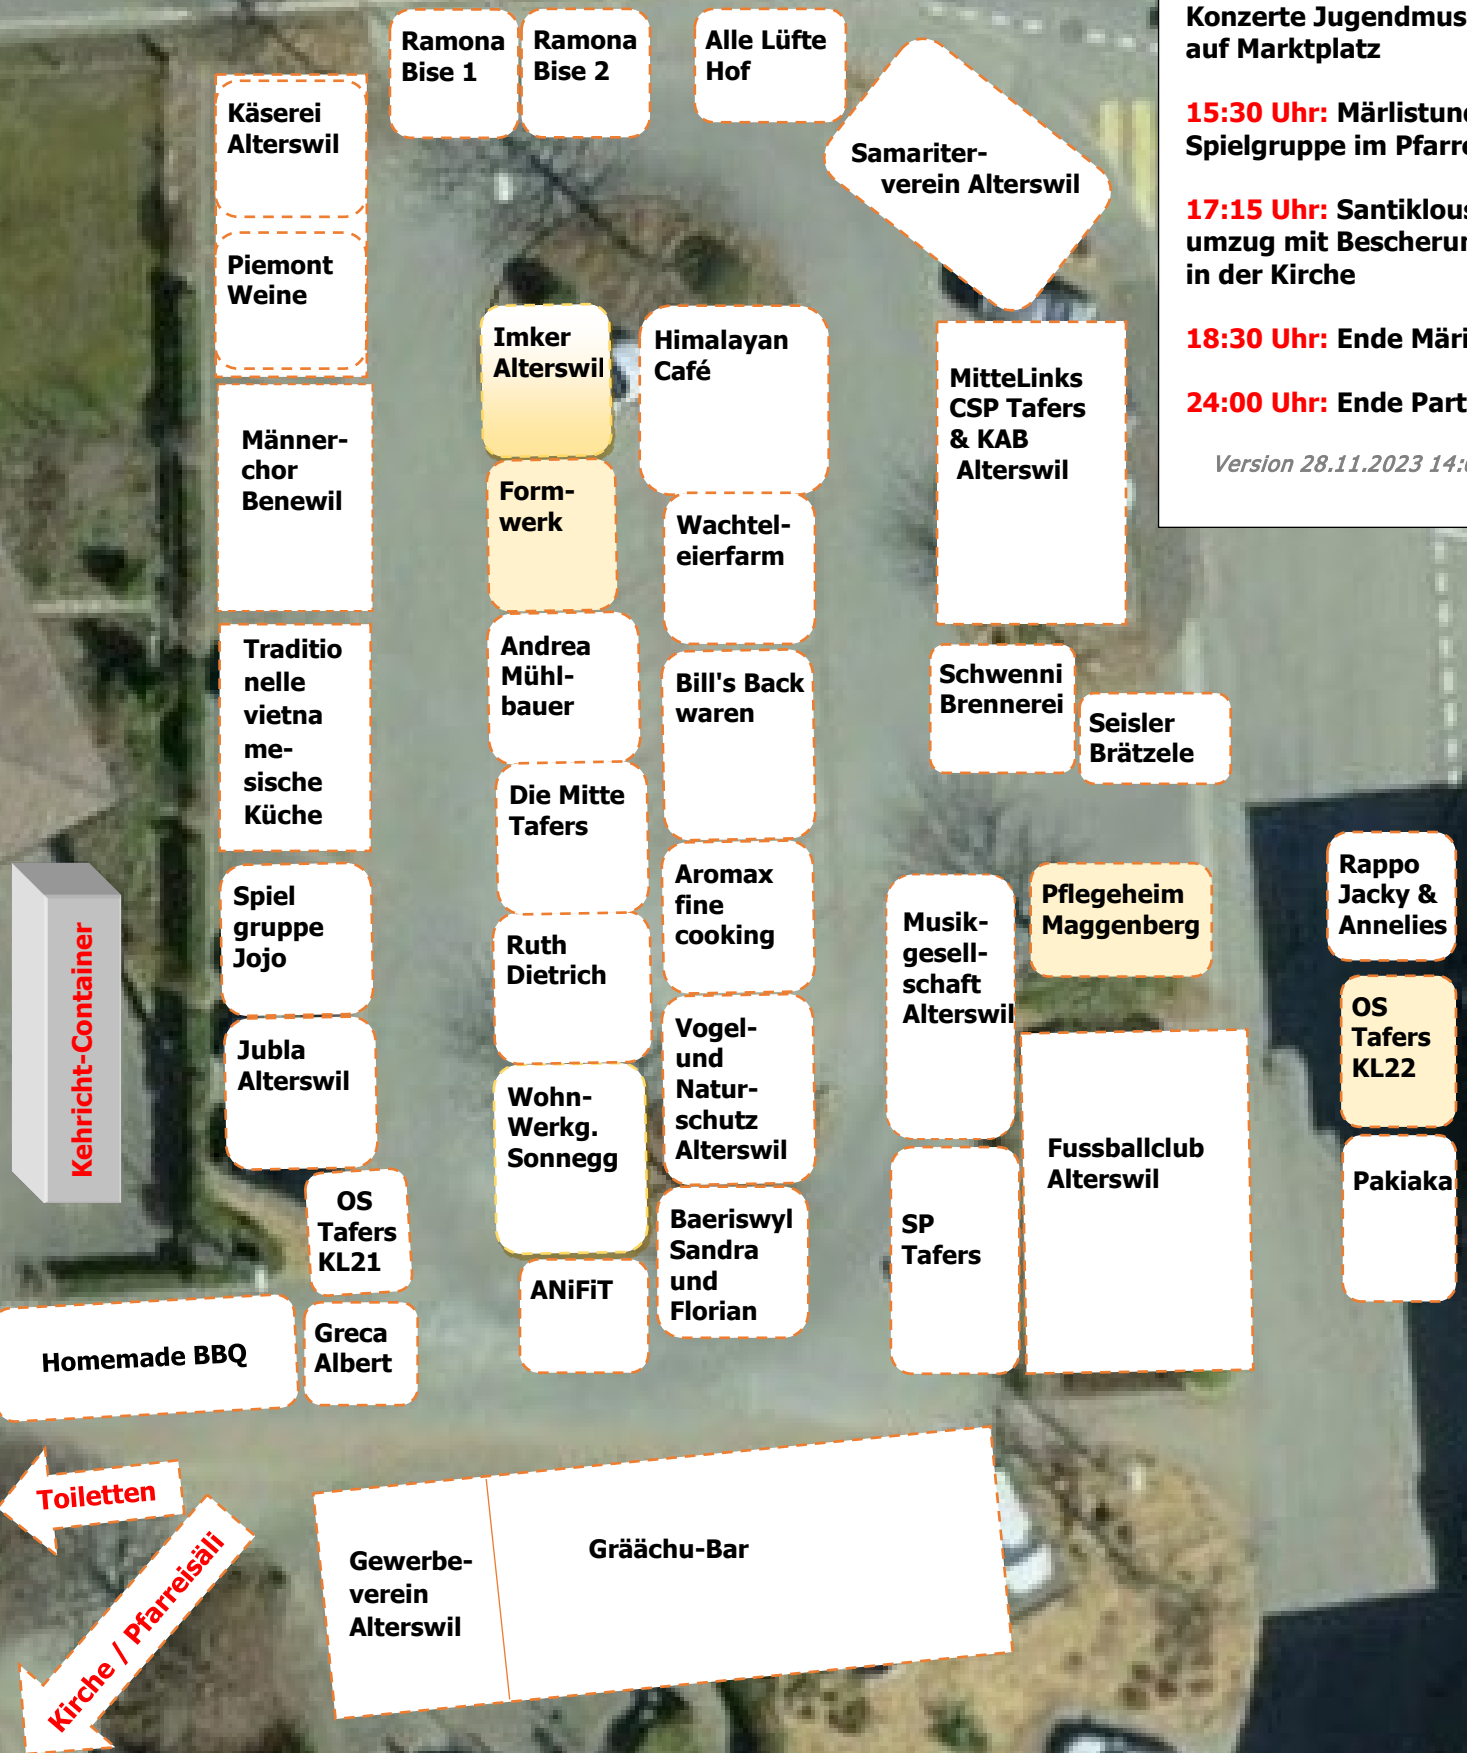 Konzerte Jugendmus
auf Marktplatz
15:30 Uhr: Märlistund
Spielgruppe im Pfarre
17:15 Uhr: Santiklous
umzug mit Bescherun
in der Kirche
18:30 Uhr: Ende Märi
24:00 Uhr: Ende Part
Version 28.11.2023 14:0
Ramona
Bise 1
Ramona
Bise 2
Alle Lüfte
Hof
Samariter-
verein Alterswil
Käserei
Alterswil
Piemont
Weine
Männer-
chor
Benewil
Traditio
nelle
vietna
me-
sische
Küche
Spiel
gruppe
Jojo
Jubla
Alterswil
OS
Tafers
KL21
Greca
Albert
Homemade BBQ
Kehricht-Container
Imker
Alterswil
Form-
werk
Andrea
Mühl-
bauer
Die Mitte
Tafers
Ruth
Dietrich
Wohn-
Werkg.
Sonnegg
ANiFiT
Himalayan
Café
Wachtel-
eierfarm
Bill's Back
waren
Aromax
fine
cooking
Vogel-
und
Natur-
schutz
Alterswil
Baeriswyl
Sandra
und
Florian
MitteLinks
CSP Tafers
& KAB
Alterswil
Schwenni
Brennerei
Seisler
Brätzele
Musik-
gesell-
schaft
Alterswil
Pflegeheim
Maggenberg
SP
Tafers
Fussballclub
Alterswil
Rappo
Jacky &
Annelies
OS
Tafers
KL22
Pakiaka
Toiletten
Kirche / Pfarreisäli
Gewerbe-
verein
Alterswil
Gräächu-Bar